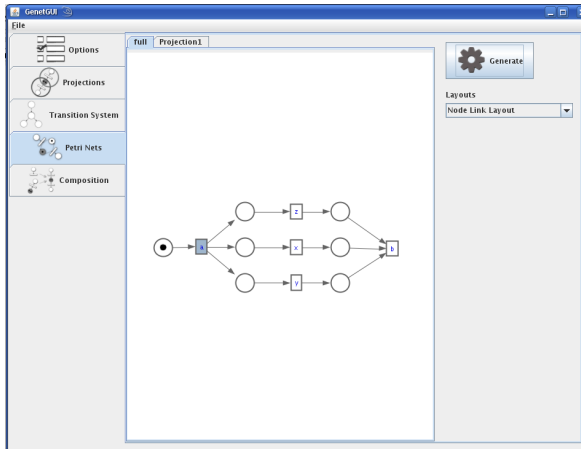 GenetGUI
File
Options
Projections
Transition System
Petri Nets
Composition
full Projection1
a
z
x
y
b
Generate
Layouts
Node Link Layout